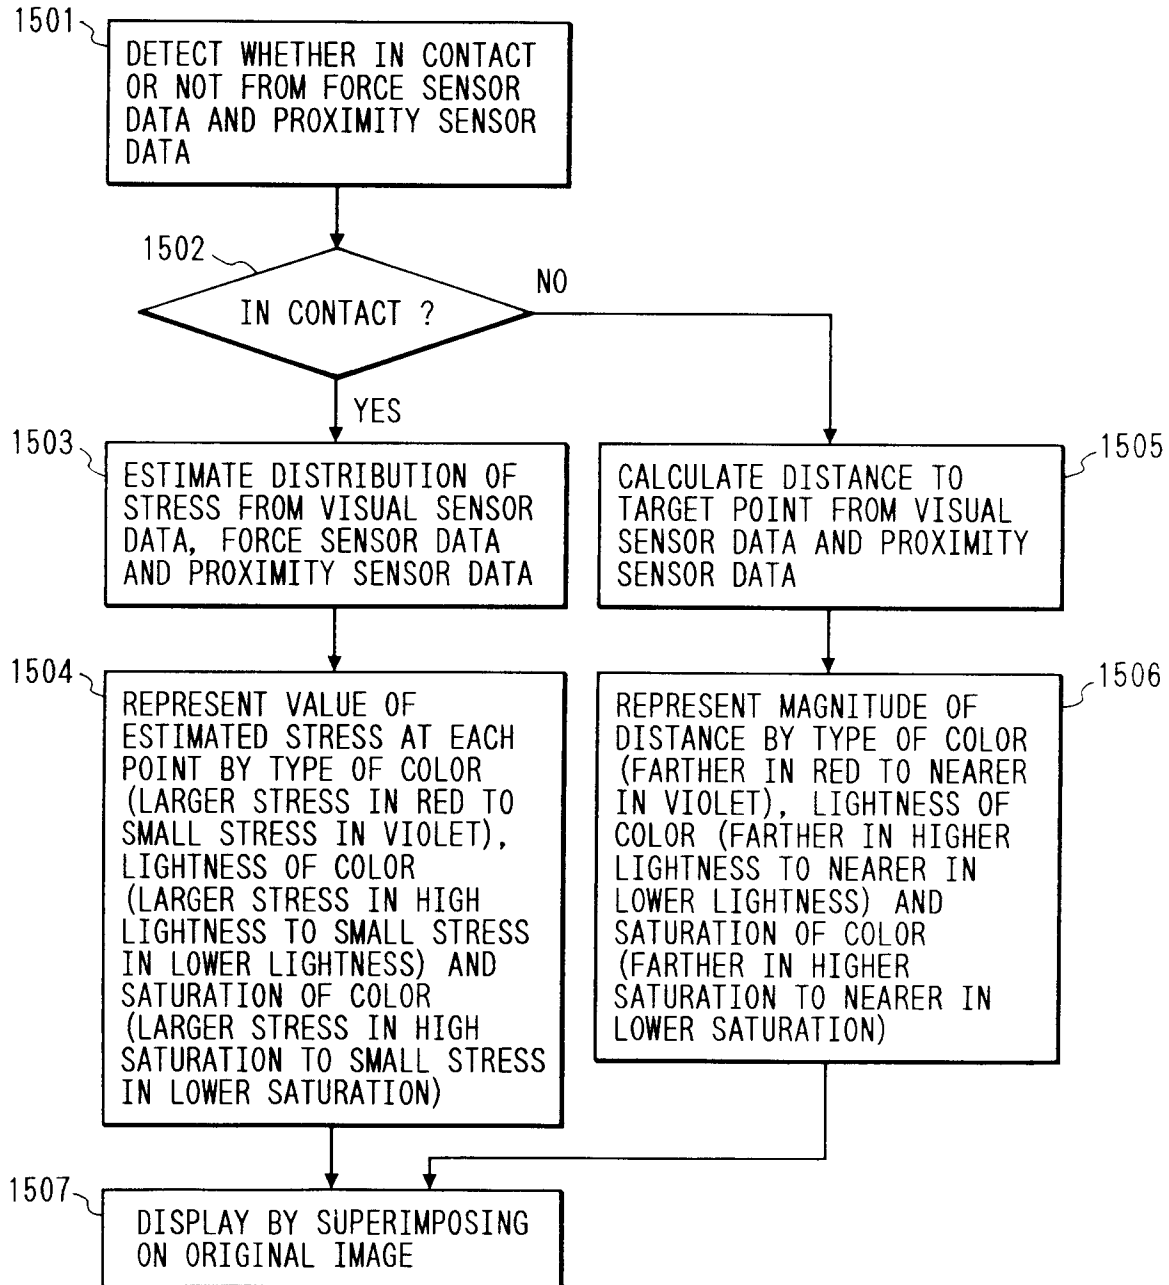 1501
DETECT WHETHER IN CONTACT
OR NOT FROM FORCE SENSOR
DATA AND PROXIMITY SENSOR
DATA
1502
IN CONTACT ?
NO
YES
1503
ESTIMATE DISTRIBUTION OF
STRESS FROM VISUAL SENSOR
DATA, FORCE SENSOR DATA
AND PROXIMITY SENSOR DATA
1505
CALCULATE DISTANCE TO
TARGET POINT FROM VISUAL
SENSOR DATA AND PROXIMITY
SENSOR DATA
1504
REPRESENT VALUE OF
ESTIMATED STRESS AT EACH
POINT BY TYPE OF COLOR
(LARGER STRESS IN RED TO
SMALL STRESS IN VIOLET),
LIGHTNESS OF COLOR
(LARGER STRESS IN HIGH
LIGHTNESS TO SMALL STRESS
IN LOWER LIGHTNESS) AND
SATURATION OF COLOR
(LARGER STRESS IN HIGH
SATURATION TO SMALL STRESS
IN LOWER SATURATION)
1506
REPRESENT MAGNITUDE OF
DISTANCE BY TYPE OF COLOR
(FARTHER IN RED TO NEARER
IN VIOLET), LIGHTNESS OF
COLOR (FARTHER IN HIGHER
LIGHTNESS TO NEARER IN
LOWER LIGHTNESS) AND
SATURATION OF COLOR
(FARTHER IN HIGHER
SATURATION TO NEARER IN
LOWER SATURATION)
1507
DISPLAY BY SUPERIMPOSING
ON ORIGINAL IMAGE